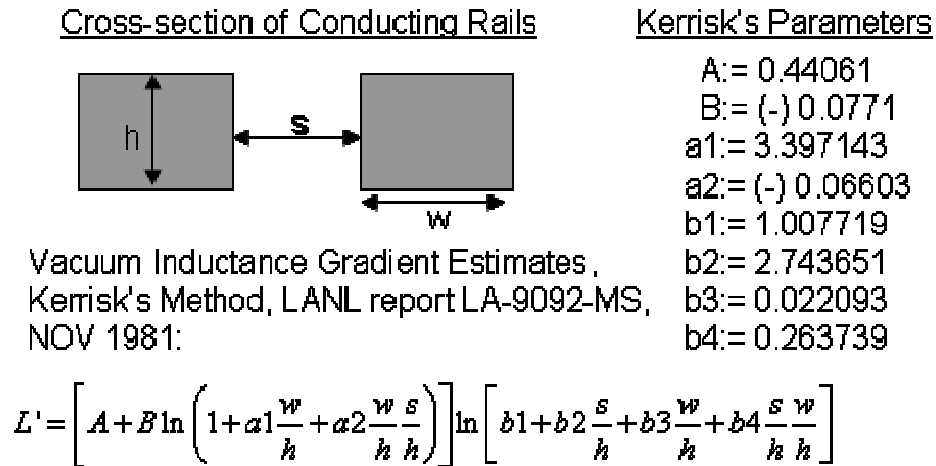 Cross-section of Conducting Rails
h
s
w
Vacuum Inductance Gradient Estimates,
Kerrisk's Method, LANL report LA-9092-MS,
NOV 1981:
Kerrisk's Parameters
A:= 0.44061
B:= (-) 0.0771
a1:= 3.397143
a2:= (-) 0.06603
b1:= 1.007719
b2:= 2.743651
b3:= 0.022093
b4:= 0.263739
L' = [A + B ln(1 + a1 w/h + a2 w/h s/h)] ln[b1 + b2 s/h + b3 w/h + b4 s/h w/h]